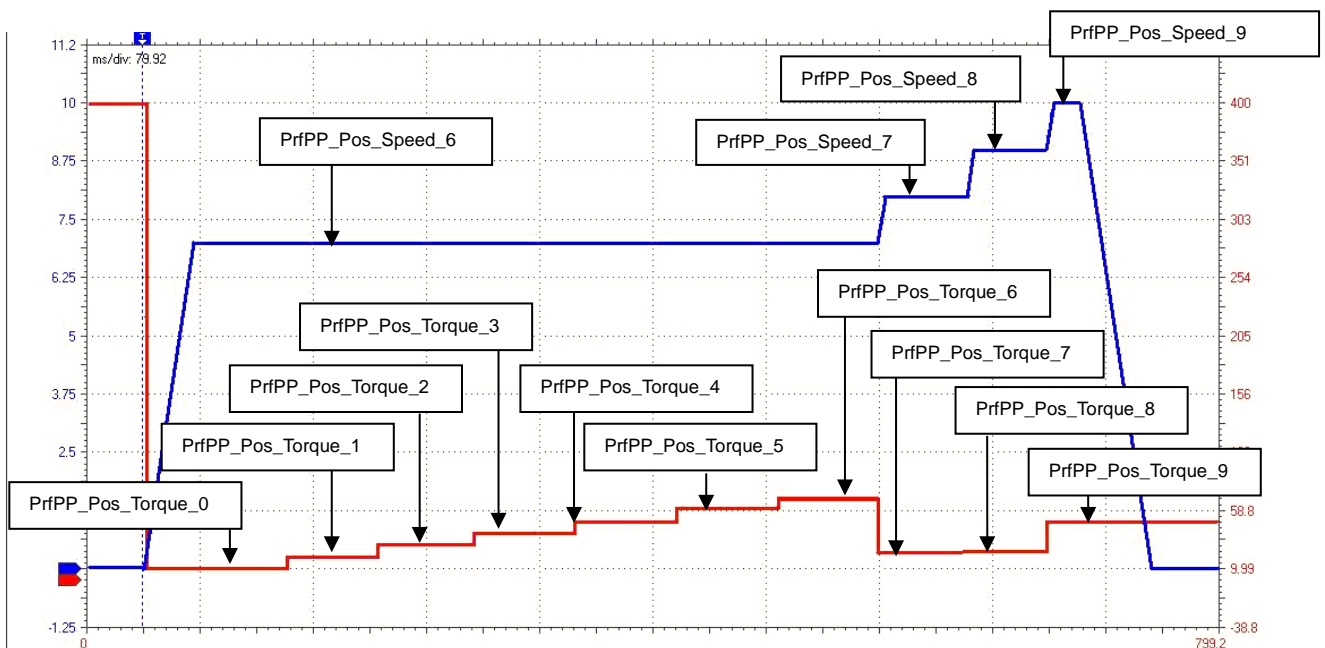 PrfPP_Pos_Speed_9
11.2
ms/div: 79.92
PrfPP_Pos_Speed_8
10
400
PrfPP_Pos_Speed_6
PrfPP_Pos_Speed_7
8.75
351
7.5
303
6.25
254
PrfPP_Pos_Torque_6
PrfPP_Pos_Torque_3
5
205
PrfPP_Pos_Torque_7
PrfPP_Pos_Torque_2
PrfPP_Pos_Torque_4
3.75
156
PrfPP_Pos_Torque_8
PrfPP_Pos_Torque_1
PrfPP_Pos_Torque_5
2.5
PrfPP_Pos_Torque_9
PrfPP_Pos_Torque_0
58.8
9.99
-1.25
-38.8
0
799.2